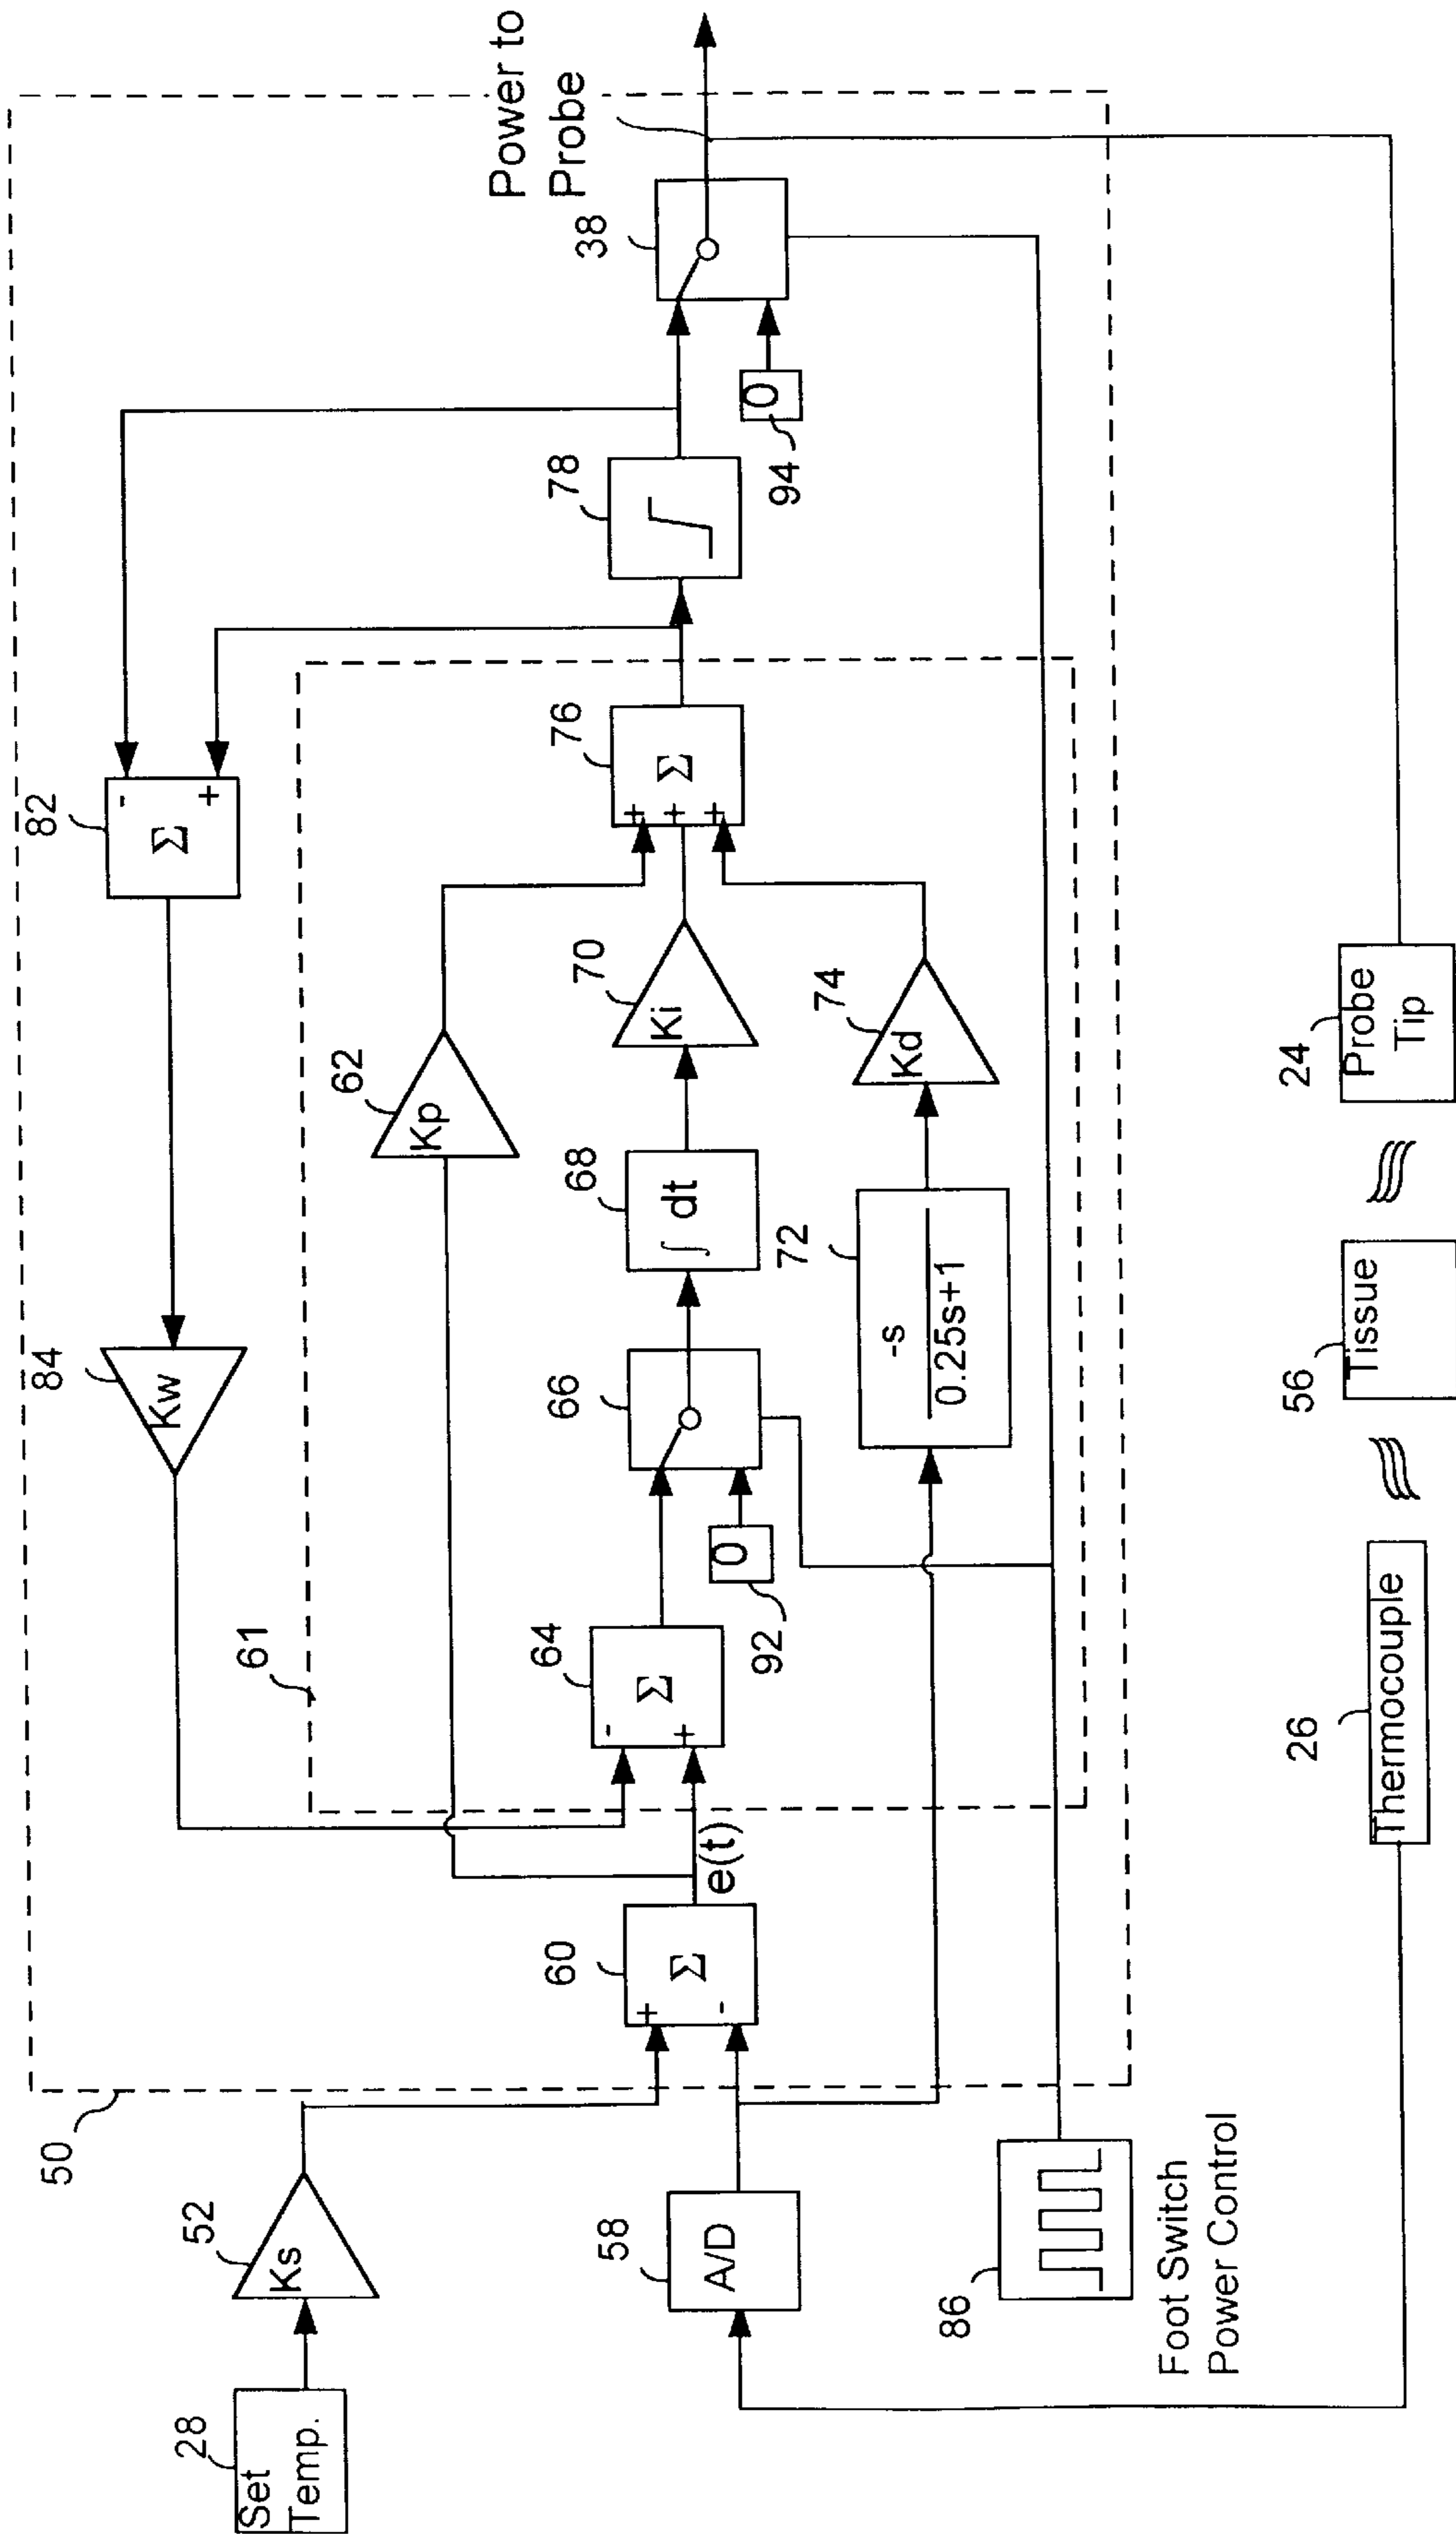 28
Set
Temp.
52
Ks
50
58
A/D
86
Foot Switch
Power Control
60
+
Σ
-
e(t)
61
64
-
Σ
+
92
0
66
68
∫ dt
70
Ki
62
Kp
72
-s
0.25s+1
74
Kd
76
+
+
+
Σ
78
82
-
Σ
+
84
Kw
94
0
38
Power to
Probe
26
Thermocouple
56
Tissue
24
Probe
Tip